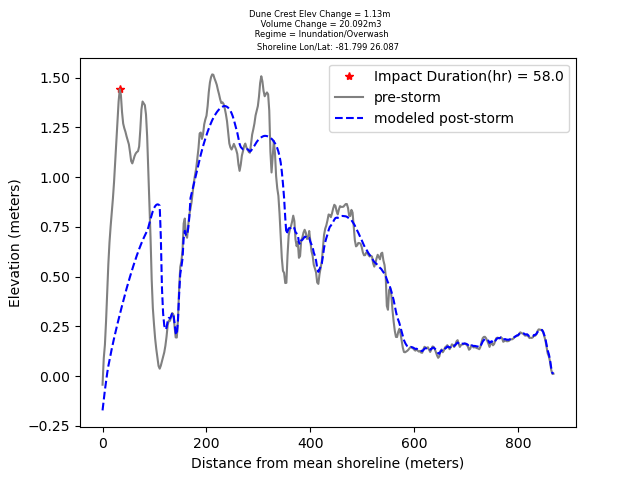 Dune Crest Elev Change = 1.13m
Volume Change = 20.092m3
Regime = Inundation/Overwash
Shoreline Lon/Lat: -81.799 26.087
Impact Duration(hr) = 58.0
pre-storm
modeled post-storm
Elevation (meters)
1.50
1.25
1.00
0.75
0.50
0.25
0.00
−0.25
0 200 400 600 800
Distance from mean shoreline (meters)